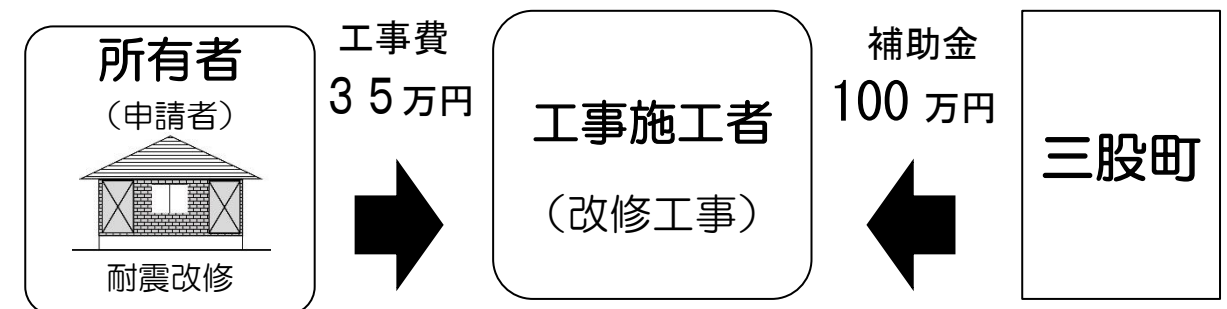 所有者
（申請者）
耐震改修
工事費
３５万円
工事施工者
（改修工事）
補助金
100 万円
三股町